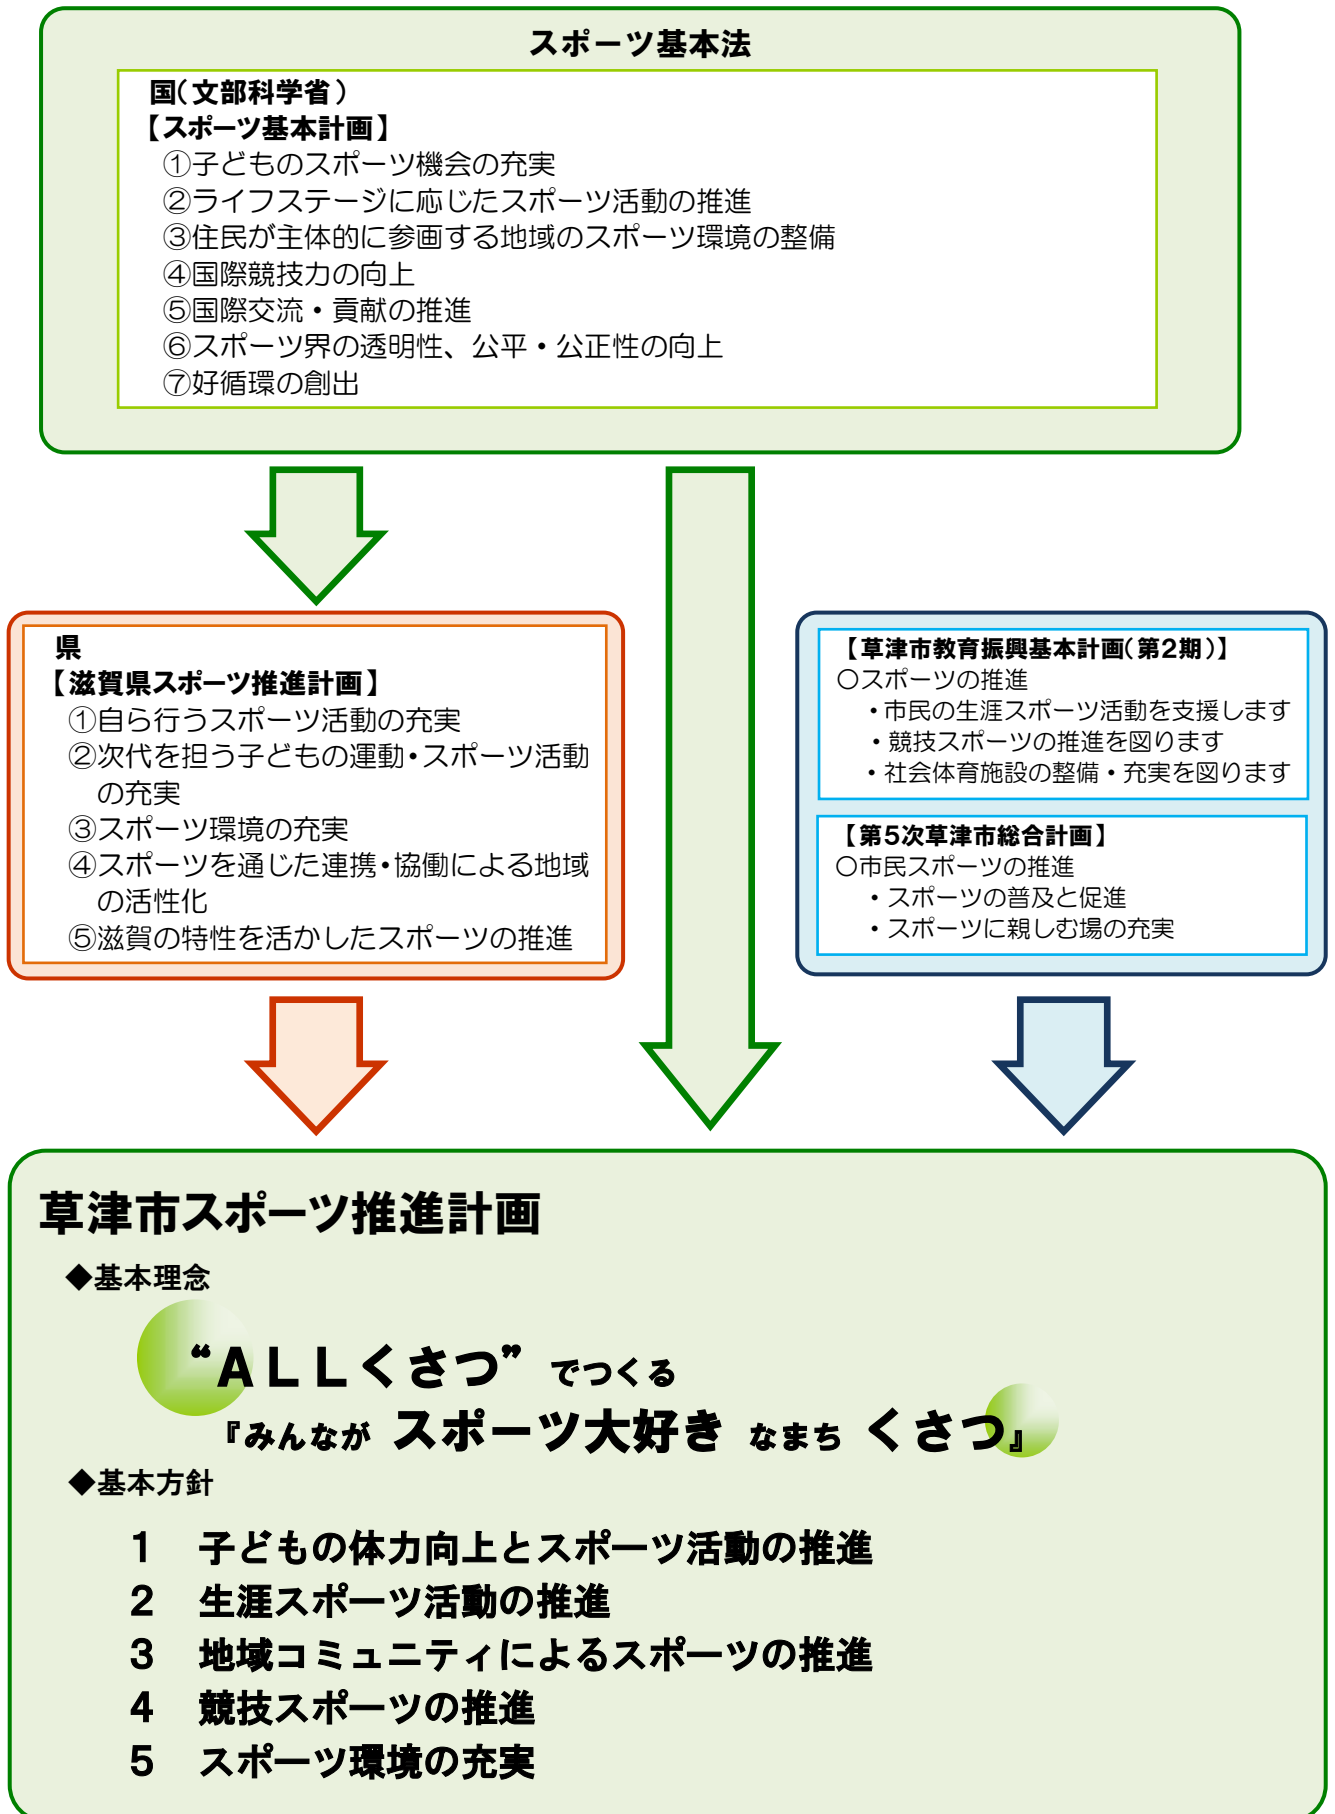 スポーツ基本法
国(文部科学省)
【スポーツ基本計画】
①子どものスポーツ機会の充実
②ライフステージに応じたスポーツ活動の推進
③住民が主体的に参画する地域のスポーツ環境の整備
④国際競技力の向上
⑤国際交流・貢献の推進
⑥スポーツ界の透明性、公平・公正性の向上
⑦好循環の創出
県
【滋賀県スポーツ推進計画】
①自ら行うスポーツ活動の充実
②次代を担う子どもの運動・スポーツ活動
の充実
③スポーツ環境の充実
④スポーツを通じた連携・協働による地域
の活性化
⑤滋賀の特性を活かしたスポーツの推進
【草津市教育振興基本計画(第2期)】
○スポーツの推進
・市民の生涯スポーツ活動を支援します
・競技スポーツの推進を図ります
・社会体育施設の整備・充実を図ります
【第5次草津市総合計画】
○市民スポーツの推進
・スポーツの普及と促進
・スポーツに親しむ場の充実
草津市スポーツ推進計画
◆基本理念
“ALLくさつ” でつくる
『みんなが スポーツ大好き なまち くさつ』
◆基本方針
1 子どもの体力向上とスポーツ活動の推進
2 生涯スポーツ活動の推進
3 地域コミュニティによるスポーツの推進
4 競技スポーツの推進
5 スポーツ環境の充実